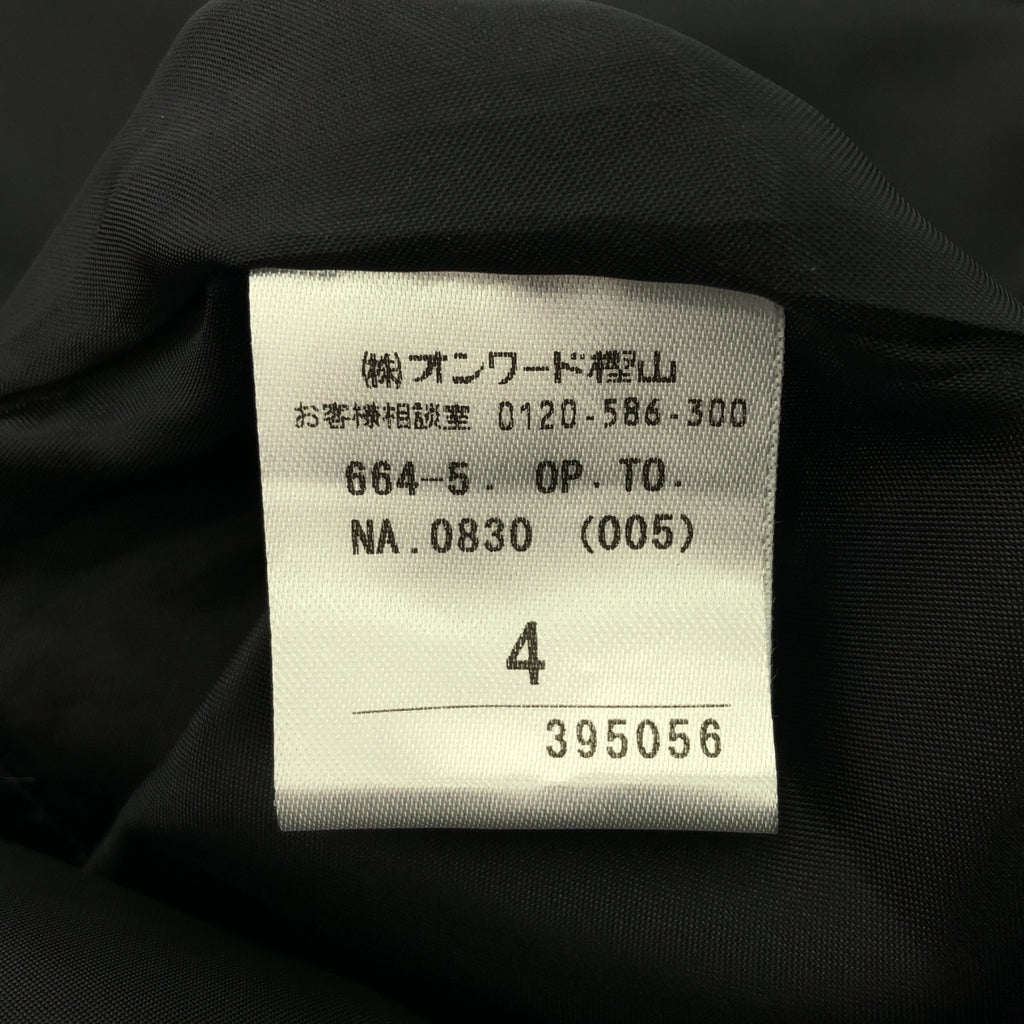 (株)オンワード樫山
お客様相談室 0120-586-300
664-5. OP.TO.
NA.0830 (005)
4
395056